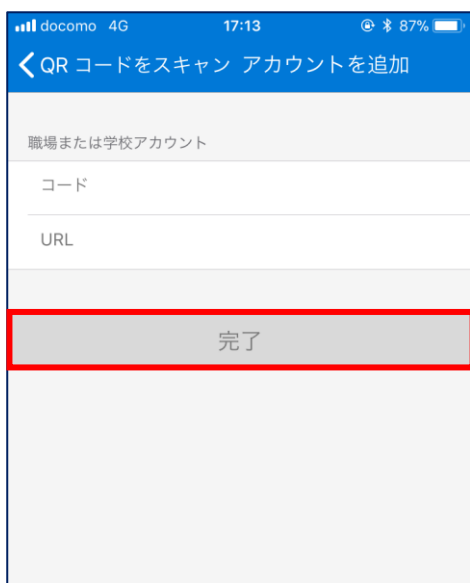 docomo 4G 17:13 87%
QR コードをスキャン アカウントを追加
職場または学校アカウント
コード
URL
完了